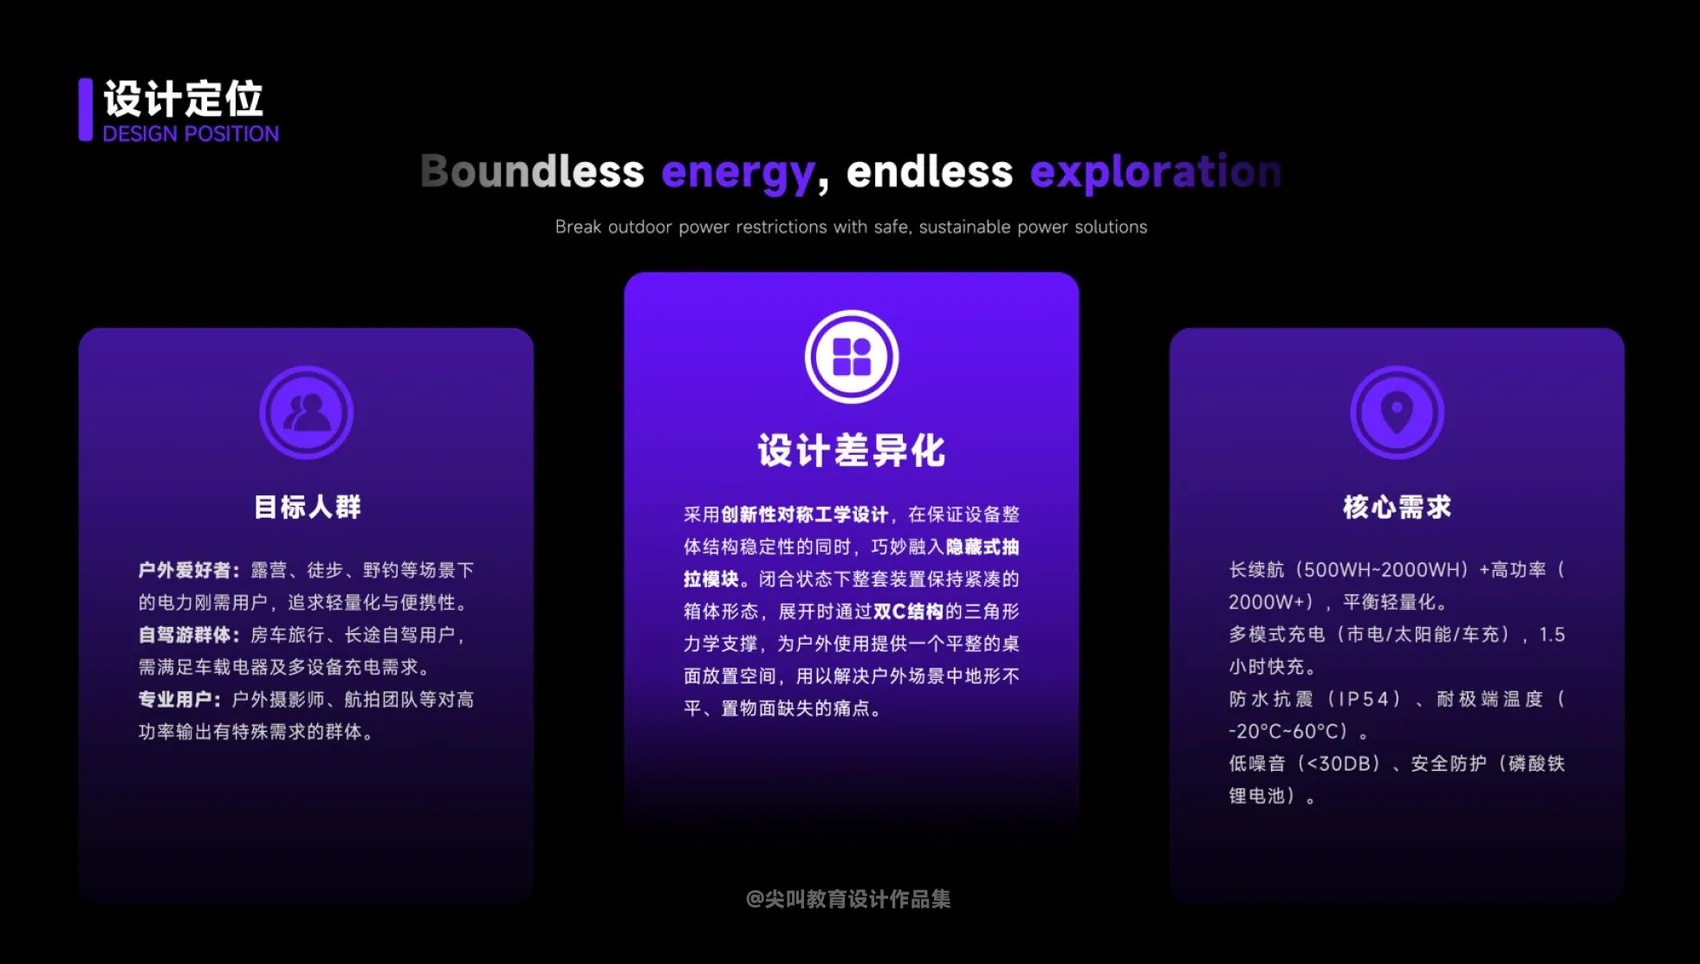 设计定位
DESIGN POSITION
Boundless energy, endless exploration
Break outdoor power restrictions with safe, sustainable power solutions
目标人群
户外爱好者：露营、徒步、野钓等场景下
的电力刚需用户，追求轻量化与便携性。
自驾游群体：房车旅行、长途自驾用户，
需满足车载电器及多设备充电需求。
专业用户：户外摄影师、航拍团队等对高
功率输出有特殊需求的群体。
设计差异化
采用创新性对称工学设计，在保证设备整
体结构稳定性的同时，巧妙融入隐藏式抽
拉模块。闭合状态下整套装置保持紧凑的
箱体形态，展开时通过双C结构的三角形
力学支撑，为户外使用提供一个平整的桌
面放置空间，用以解决户外场景中地形不
平、置物面缺失的痛点。
核心需求
长续航（500WH~2000WH）+高功率（
2000W+），平衡轻量化。
多模式充电（市电/太阳能/车充），1.5
小时快充。
防水抗震（IP54）、耐极端温度（
-20°C~60°C）。
低噪音（<30DB）、安全防护（磷酸铁
锂电池）。
@尖叫教育设计作品集